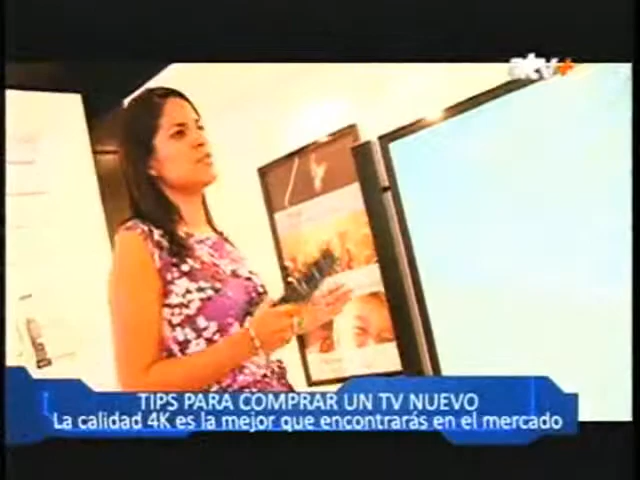 TIPS PARA COMPRAR UN TV NUEVO
La calidad 4K es la mejor que encontrarás en el mercado